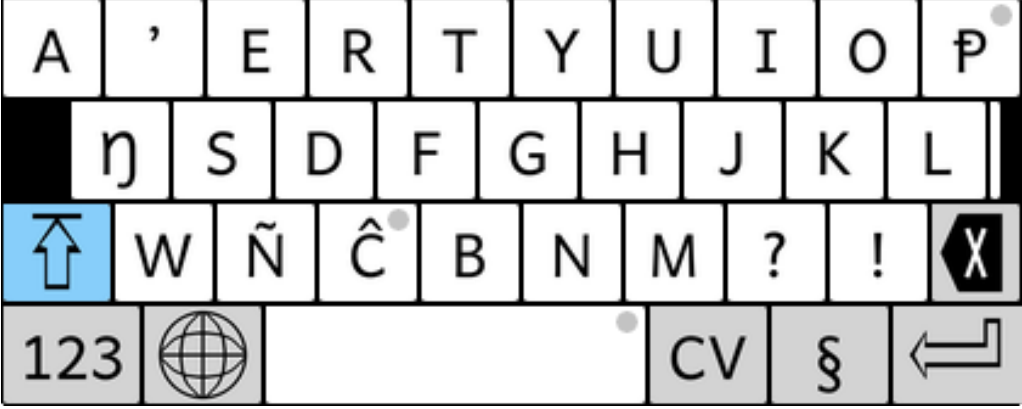 A ’ E R T Y U I O Ᵽ
Ŋ S D F G H J K L
W Ñ Ĉ B N M ? !
123 CV §